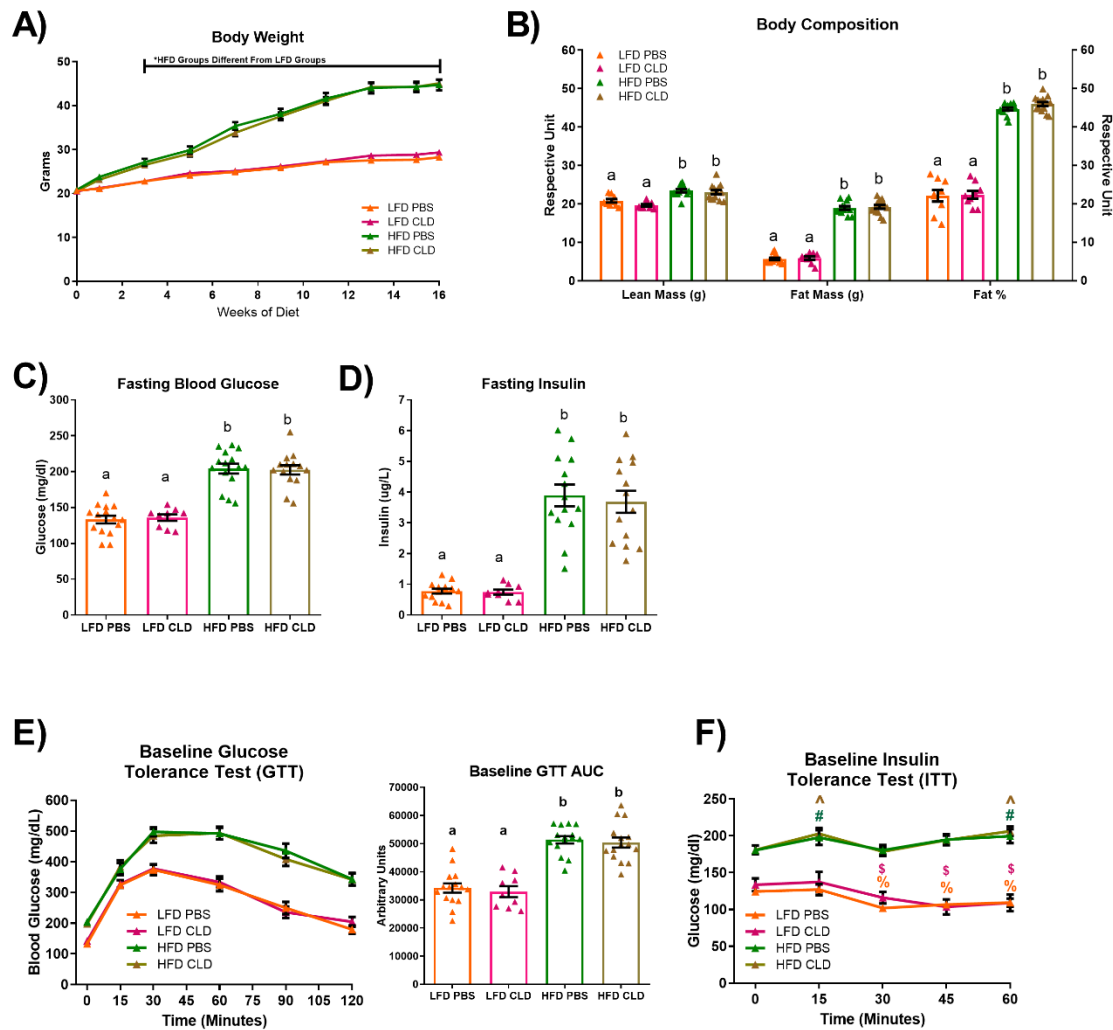 A)
Body Weight
*HFD Groups Different From LFD Groups
50
40
30
20
10
0
Grams
0 2 4 6 8 10 12 14 16
Weeks of Diet
LFD PBS
LFD CLD
HFD PBS
HFD CLD
B)
Body Composition
LFD PBS
LFD CLD
HFD PBS
HFD CLD
60
50
40
30
20
10
0
Respective Unit
a a b b
a a b b
a a b b
60
50
40
30
20
10
0
Respective Unit
Lean Mass (g) Fat Mass (g) Fat %
C)
Fasting Blood Glucose
300
250
200
150
100
50
0
Glucose (mg/dl)
a a b b
LFD PBS LFD CLD HFD PBS HFD CLD
D)
Fasting Insulin
7
6
5
4
3
2
1
0
Insulin (ug/L)
a a b b
LFD PBS LFD CLD HFD PBS HFD CLD
E)
Baseline Glucose
Tolerance Test (GTT)
600
500
400
300
200
100
0
Blood Glucose (mg/dL)
LFD PBS
LFD CLD
HFD PBS
HFD CLD
0 15 30 45 60 75 90 105 120
Time (Minutes)
Baseline GTT AUC
70000
60000
50000
40000
30000
20000
10000
0
Arbitrary Units
a a b b
LFD PBS LFD CLD HFD PBS HFD CLD
F)
Baseline Insulin
Tolerance Test (ITT)
250
200
150
100
50
0
Glucose (mg/dl)
^ ^
# #
$ $ $
% % %
LFD PBS
LFD CLD
HFD PBS
HFD CLD
0 15 30 45 60
Time (Minutes)